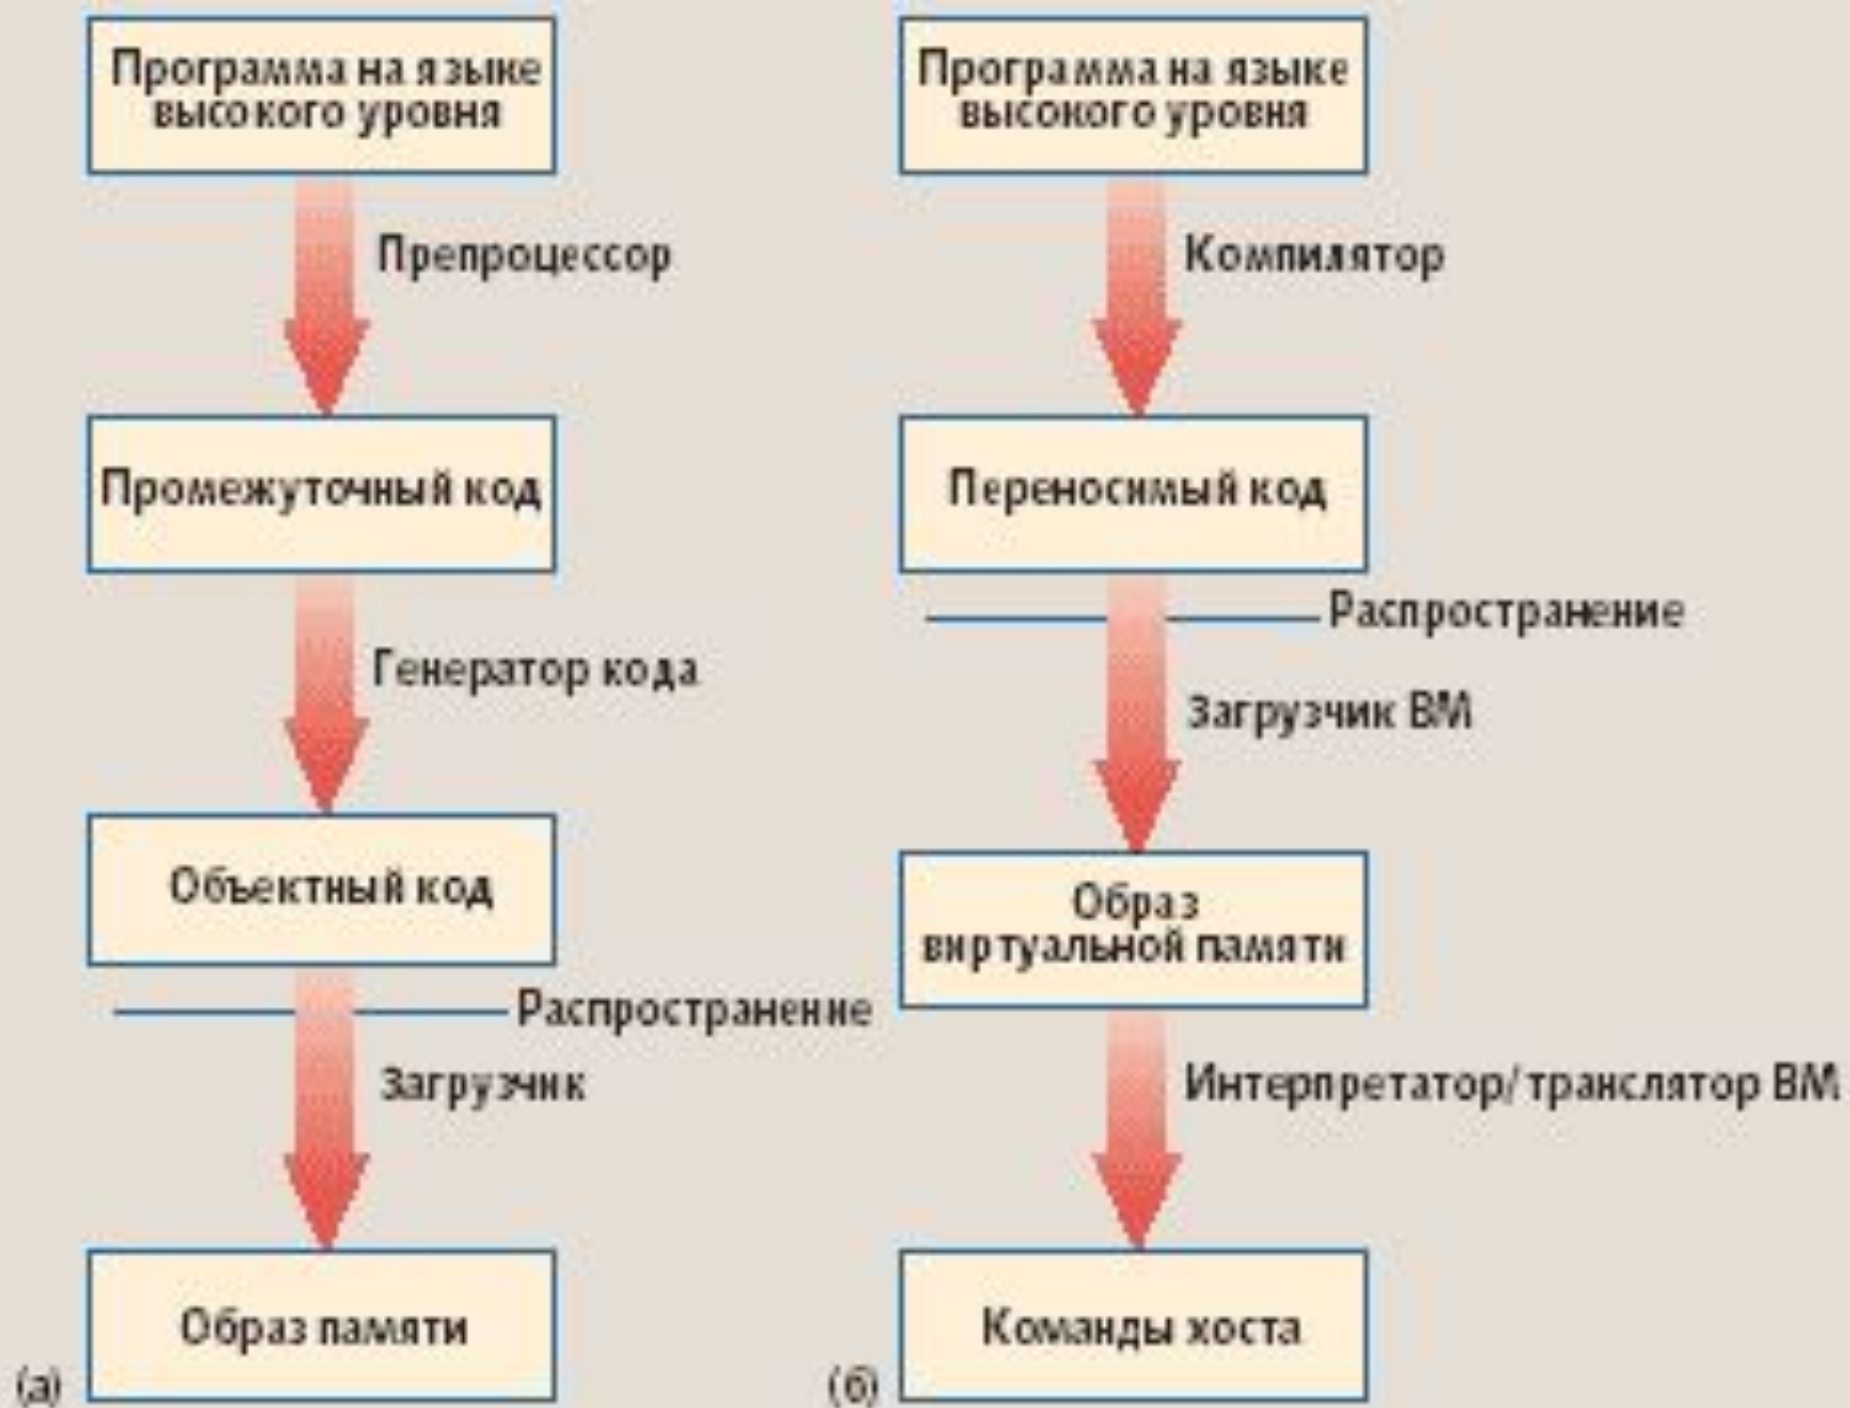 Программа на языке
высокого уровня
Препроцессор
Промежуточный код
Генератор кода
Объектный код
Распространение
Загрузчик
Образ памяти
(а)
Программа на языке
высокого уровня
Компилятор
Переносимый код
Распространение
Загрузчик ВМ
Образ
виртуальной памяти
Интерпретатор/транслятор ВМ
Команды хоста
(б)